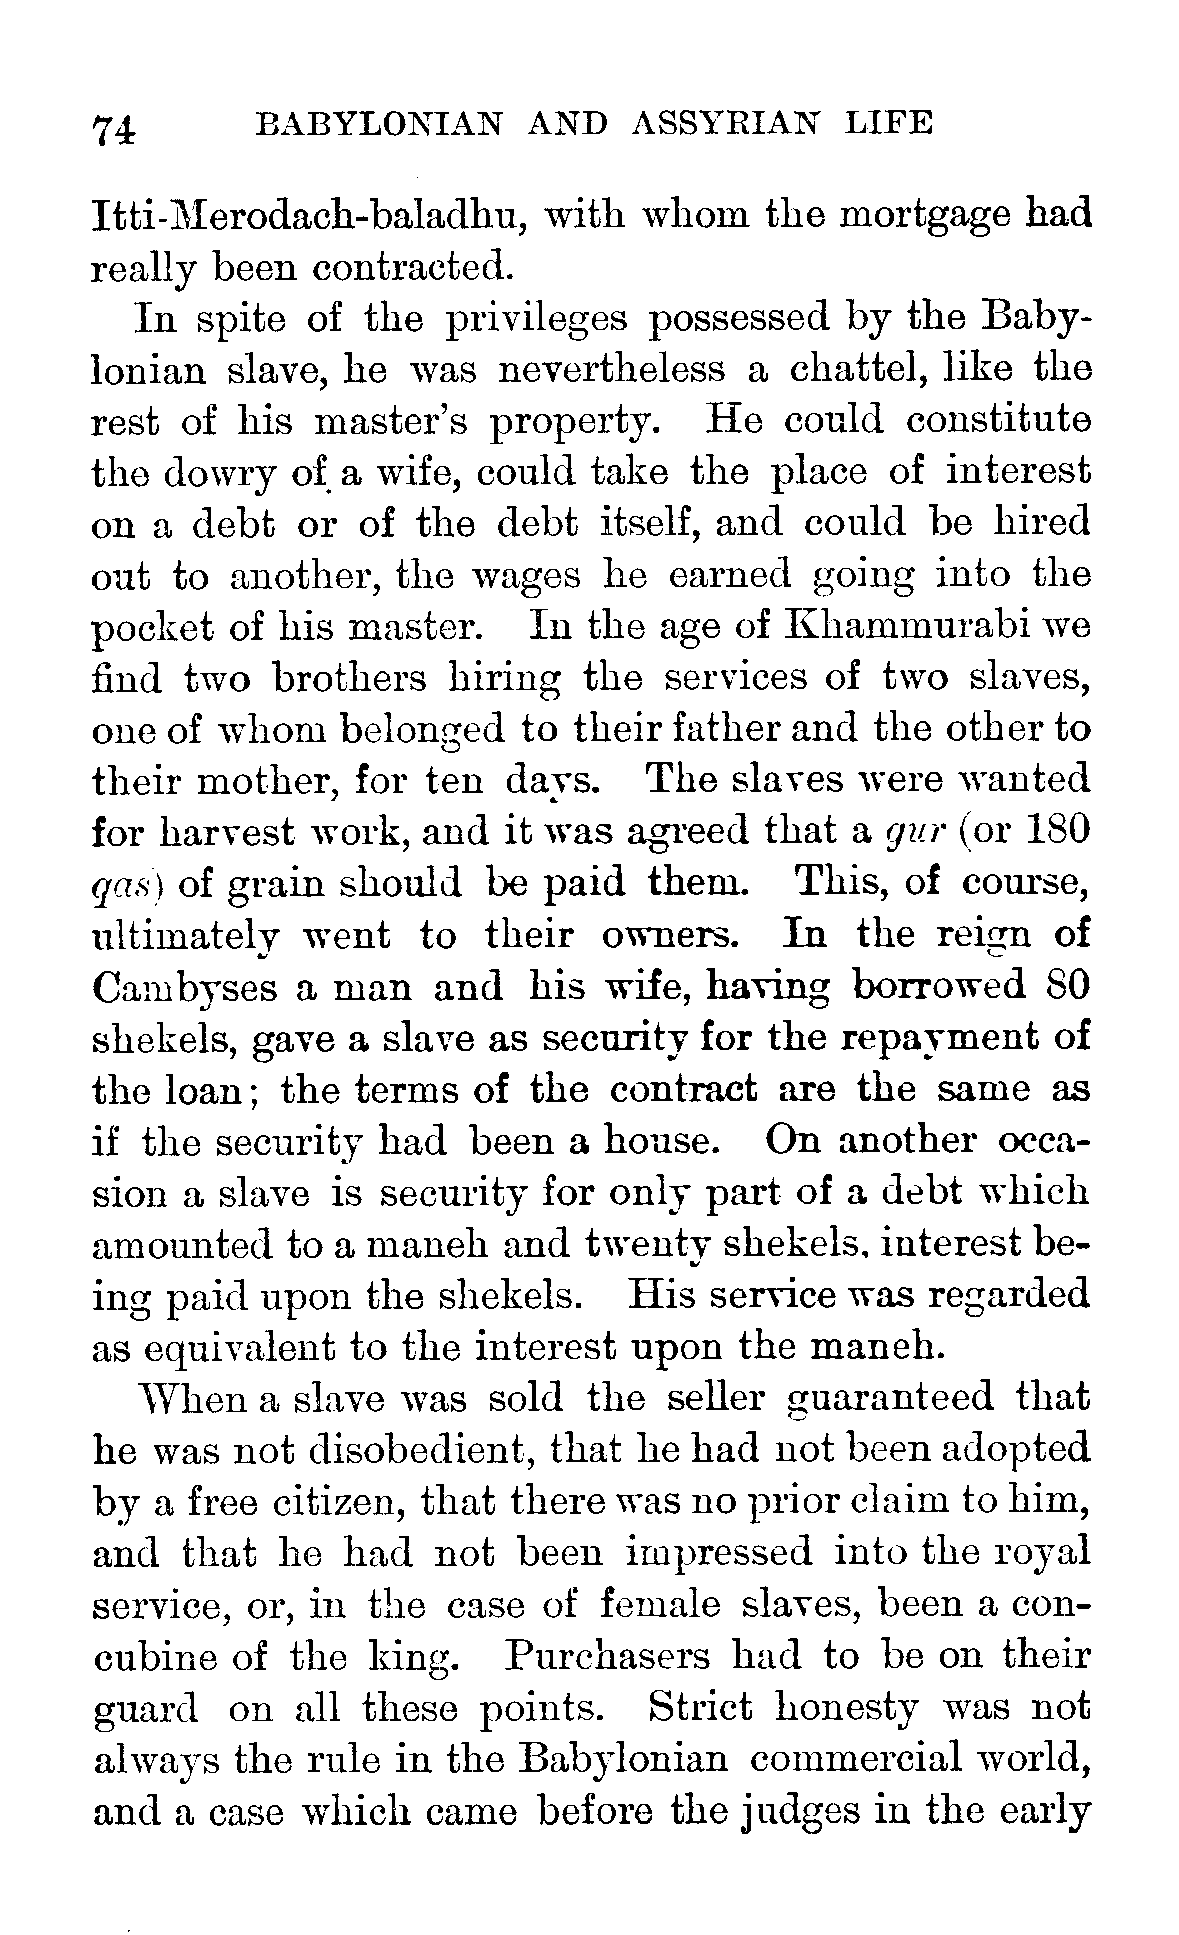 74 BABYLONIAN AND ASSYRIAN LIFE
Itti-Merodach-baladhu, with whom the mortgage had
really been contracted.
In spite of the privileges possessed by the Baby-
lonian slave, he was nevertheless a chattel, like the
rest of his master's property. He could constitute
the dowry of a wife, could take the place of interest
on a debt or of the debt itself, and could be hired
out to another, the wages he earned going into the
pocket of his master. In the age of Khammurabi we
find two brothers hiring the services of two slaves,
one of whom belonged to their father and the other to
their mother, for ten days. The slaves were wanted
for harvest work, and it was agreed that a gur (or 180
qas) of grain should be paid them. This, of course,
ultimately went to their owners. In the reign of
Cambyses a man and his wife, having borrowed 80
shekels, gave a slave as security for the repayment of
the loan; the terms of the contract are the same as
if the security had been a house. On another occa-
sion a slave is security for only part of a debt which
amounted to a maneh and twenty shekels, interest be-
ing paid upon the shekels. His service was regarded
as equivalent to the interest upon the maneh.
When a slave was sold the seller guaranteed that
he was not disobedient, that he had not been adopted
by a free citizen, that there was no prior claim to him,
and that he had not been impressed into the royal
service, or, in the case of female slaves, been a con-
cubine of the king. Purchasers had to be on their
guard on all these points. Strict honesty was not
always the rule in the Babylonian commercial world,
and a case which came before the judges in the early